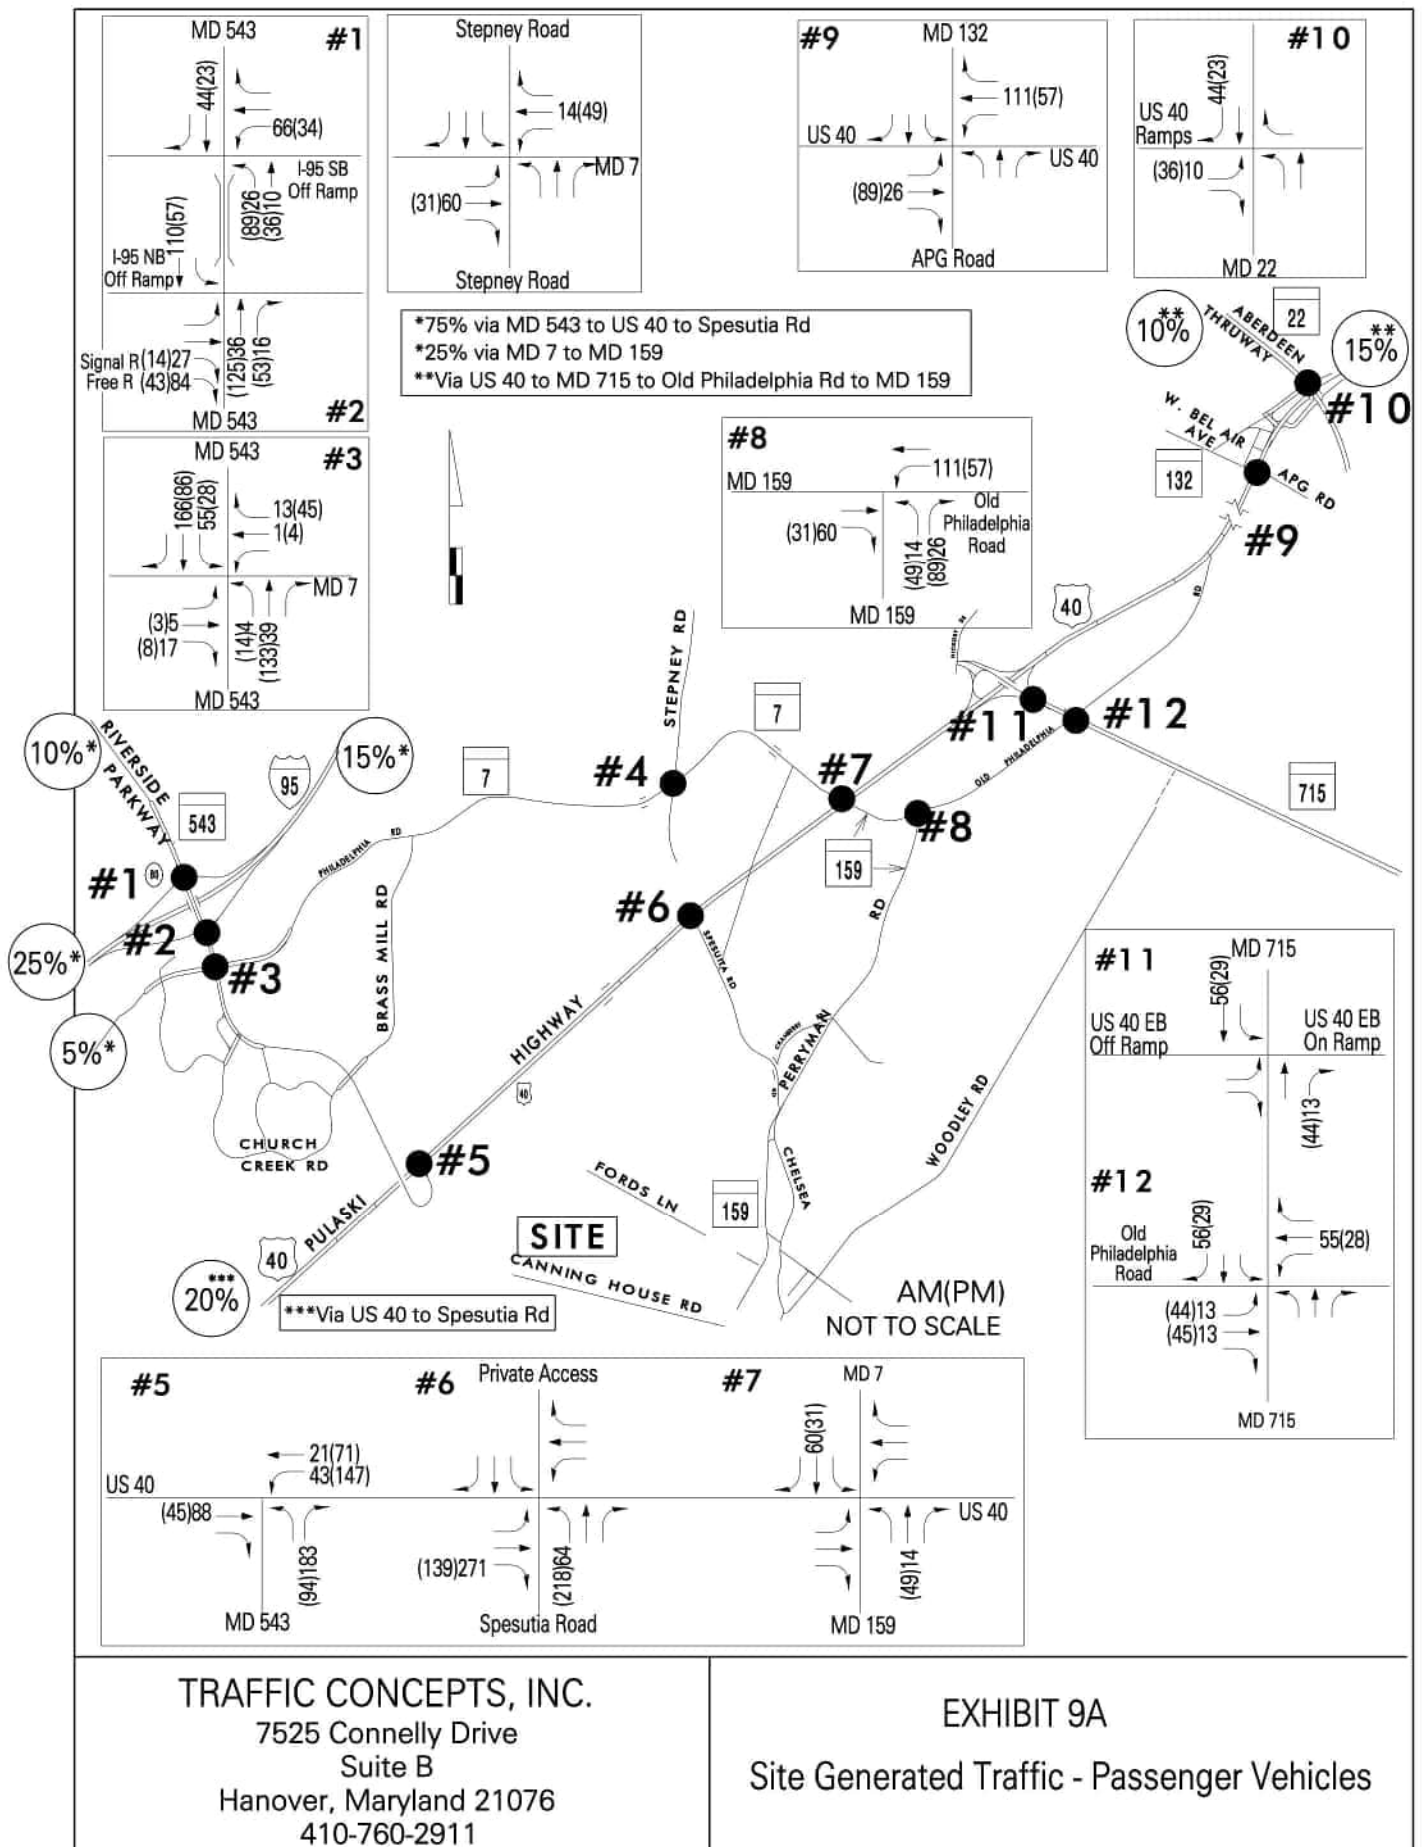 MD 543
#1
44(23)
66(34)
I-95 SB
Off Ramp
(89)26
(36)10
110(57)
I-95 NB
Off Ramp
Signal R (14)27
Free R (43)84
(125)36
(53)16
MD 543
#2
Stepney Road
14(49)
MD 7
(31)60
Stepney Road
#9
MD 132
111(57)
US 40
US 40
(89)26
APG Road
#10
44(23)
US 40
Ramps
(36)10
MD 22
*75% via MD 543 to US 40 to Spesutia Rd
*25% via MD 7 to MD 159
**Via US 40 to MD 715 to Old Philadelphia Rd to MD 159
MD 543
#3
166(86)
55(28)
13(45)
1(4)
MD 7
(3)5
(8)17
(14)4
(133)39
MD 543
#8
111(57)
MD 159
Old
Philadelphia
Road
(31)60
(49)14
(89)26
MD 159
**
10%
ABERDEEN
THRUWAY
22
**
15%
#10
W. BEL AIR
AVE
132
APG RD
#9
40
RD
STEPNEY RD
7
#11
#12
OLD PHILADELPHIA
715
10%*
RIVERSIDE
PARKWAY
543
95
15%*
7
#4
#7
#8
159
RD
#1
#2
#3
25%*
5%*
PHILADELPHIA RD
BRASS MILL RD
#6
SPESUITA RD
HIGHWAY
40
PERRYMAN
WOODLEY RD
CHURCH
CREEK RD
#5
PULASKI
40
***
20%
***Via US 40 to Spesutia Rd
FORDS LN
159
CHELSEA
SITE
CANNING HOUSE RD
AM(PM)
NOT TO SCALE
#11
MD 715
56(29)
US 40 EB
Off Ramp
US 40 EB
On Ramp
(44)13
#12
56(29)
Old
Philadelphia
Road
55(28)
(44)13
(45)13
MD 715
#5
21(71)
43(147)
US 40
(45)88
(94)183
MD 543
#6
Private Access
(139)271
(218)64
Spesutia Road
#7
MD 7
60(31)
US 40
(49)14
MD 159
TRAFFIC CONCEPTS, INC.
7525 Connelly Drive
Suite B
Hanover, Maryland 21076
410-760-2911
EXHIBIT 9A
Site Generated Traffic - Passenger Vehicles